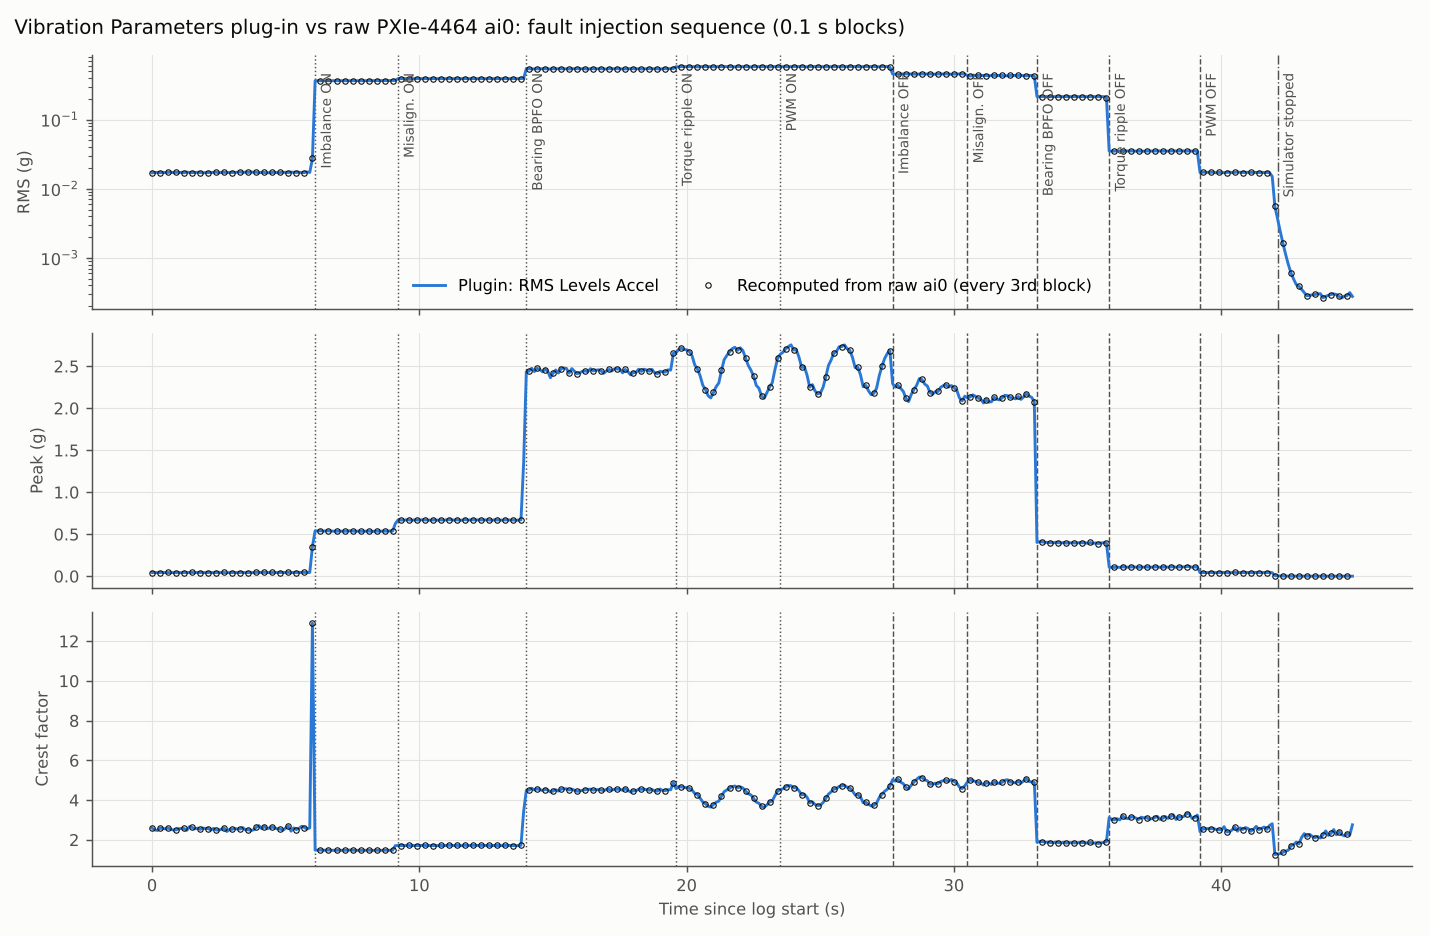 Vibration Parameters plug-in vs raw PXIe-4464 ai0: fault injection sequence (0.1 s blocks)
RMS (g)
10⁻¹
10⁻²
10⁻³
Imbalance ON
Misalign. ON
Bearing BPFO ON
Torque ripple ON
PWM ON
Imbalance OFF
Misalign. OFF
Bearing BPFO OFF
Torque ripple OFF
PWM OFF
Simulator stopped
Plugin: RMS Levels Accel
Recomputed from raw ai0 (every 3rd block)
Peak (g)
2.5
2.0
1.5
1.0
0.5
0.0
Crest factor
12
10
8
6
4
2
0 10 20 30 40
Time since log start (s)